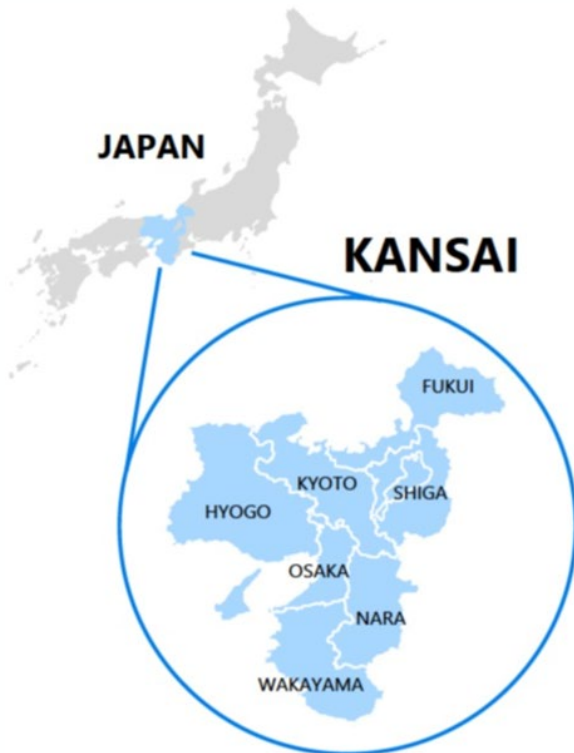 JAPAN
KANSAI
FUKUI
KYOTO
SHIGA
HYOGO
OSAKA
NARA
WAKAYAMA